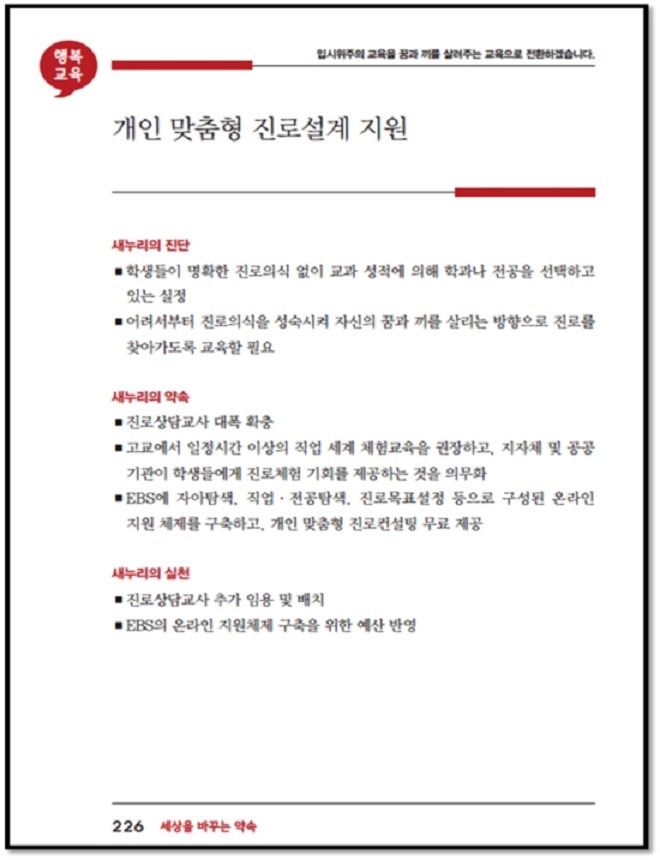 행복
교육
입시위주의 교육을 꿈과 끼를 살려주는 교육으로 전환하겠습니다.
개인 맞춤형 진로설계 지원
새누리의 진단
■ 학생들이 명확한 진로의식 없이 교과 성적에 의해 학과나 전공을 선택하고
있는 실정
■ 어려서부터 진로의식을 성숙시켜 자신의 꿈과 끼를 살리는 방향으로 진로를
찾아가도록 교육할 필요
새누리의 약속
■ 진로상담교사 대폭 확충
■ 고교에서 일정시간 이상의 직업 세계 체험교육을 권장하고, 지자체 및 공공
기관이 학생들에게 진로체험 기회를 제공하는 것을 의무화
■ EBS에 자아탐색, 직업 · 전공탐색, 진로목표설정 등으로 구성된 온라인
지원 체제를 구축하고, 개인 맞춤형 진로컨설팅 무료 제공
새누리의 실천
■ 진로상담교사 추가 임용 및 배치
■ EBS의 온라인 지원체제 구축을 위한 예산 반영
226 세상을 바꾸는 약속